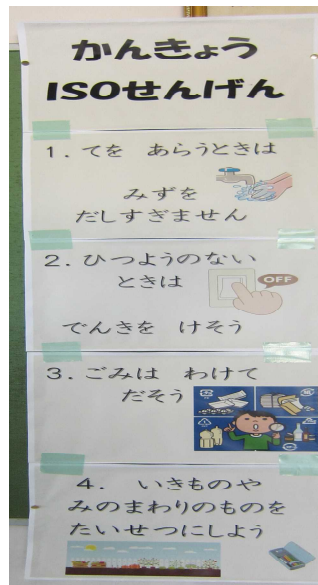 かんきょう
ISOせんげん
1．てを　あらうときは
みずを
だしすぎません
2．ひつようのない
ときは
OFF
でんきを　けそう
3．ごみは　わけて
だそう
4．　いきものや
みのまわりのものを
たいせつにしよう